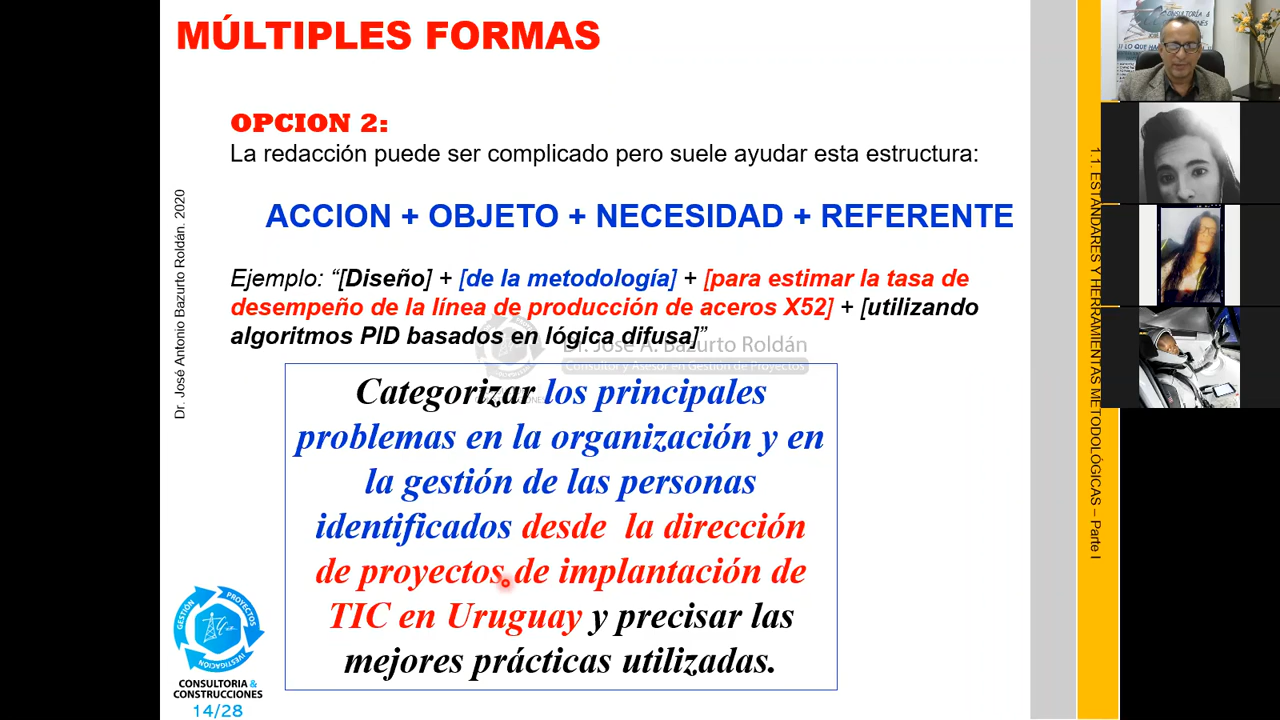 MÚLTIPLES FORMAS
OPCION 2:
La redacción puede ser complicado pero suele ayudar esta estructura:
ACCION + OBJETO + NECESIDAD + REFERENTE
Ejemplo: “[Diseño] + [de la metodología] + [para estimar la tasa de
desempeño de la línea de producción de aceros X52] + [utilizando
algoritmos PID basados en lógica difusa]”
Dr. José A. Bazurto Roldán
Consultor y Asesor en Gestión de Proyectos
Categorizar los principales
problemas en la organización y en
la gestión de las personas
identificados desde la dirección
de proyectos de implantación de
TIC en Uruguay y precisar las
mejores prácticas utilizadas.
Dr. José Antonio Bazurto Roldán. 2020
GESTIÓN
PROYECTOS
CONSULTORIA &
CONSTRUCCIONES
14/28
1.1. ESTÁNDARES Y HERRAMIENTAS METODOLÓGICAS – Parte I